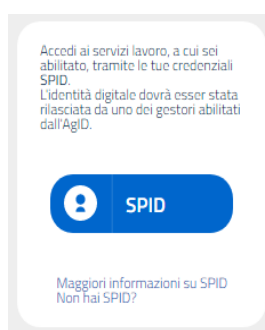 Accedi ai servizi lavoro, a cui sei
abilitato, tramite le tue credenziali
SPID.
L'identità digitale dovrà esser stata
rilasciata da uno dei gestori abilitati
dall'AgID.
SPID
Maggiori informazioni su SPID
Non hai SPID?